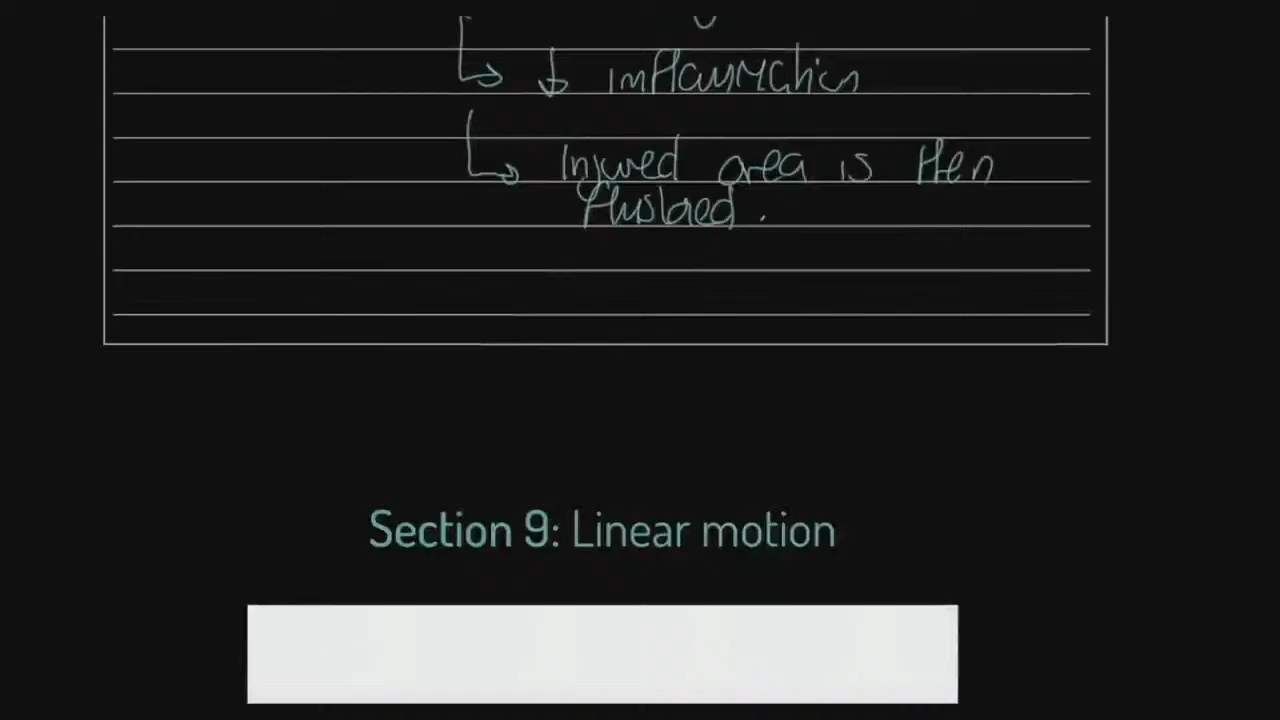 ↳ ↓ inflammation
↳ Injured area is then
flushed.
Section 9: Linear motion